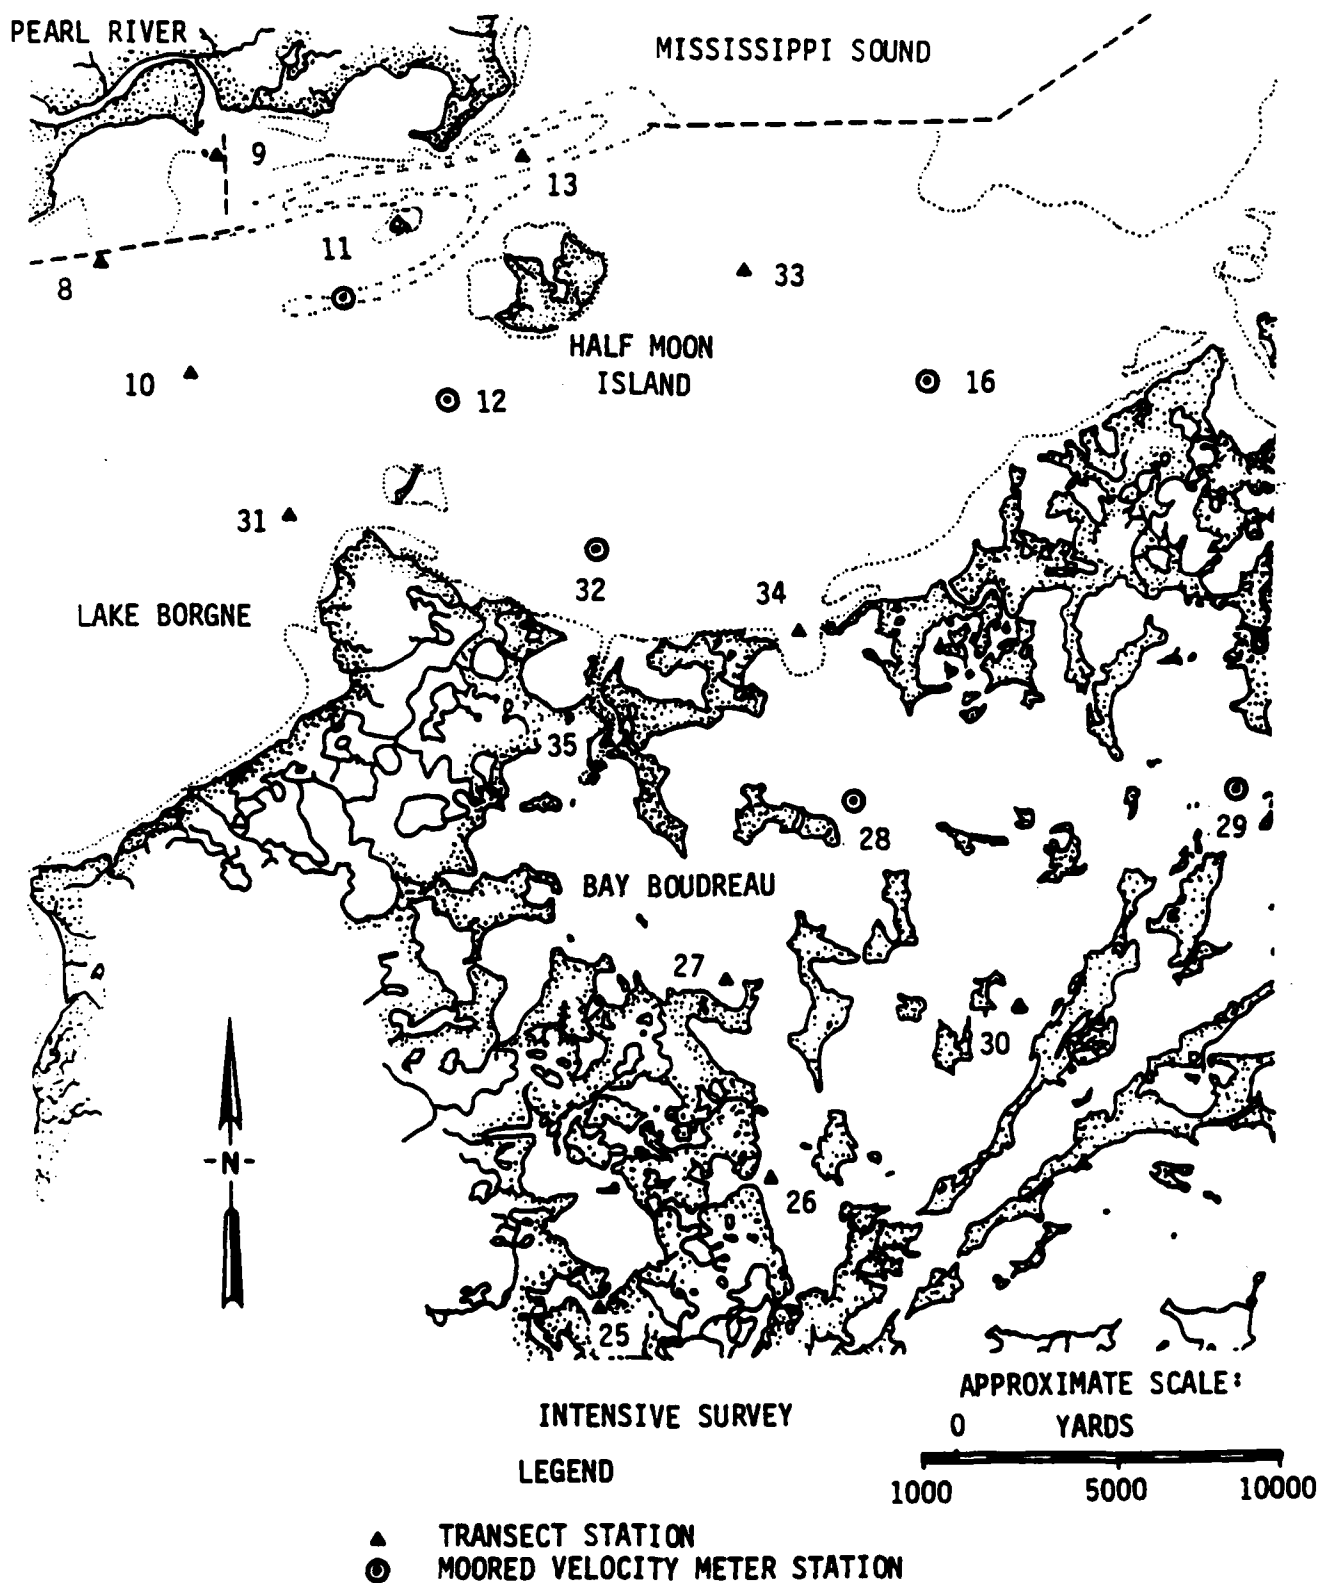 PEARL RIVER
MISSISSIPPI SOUND
9
13
11
8
33
HALF MOON
ISLAND
10
12
16
31
32
34
LAKE BORGNE
35
28
29
BAY BOUDREAU
27
30
-N-
26
25
APPROXIMATE SCALE:
0 YARDS
1000 5000 10000
INTENSIVE SURVEY
LEGEND
TRANSECT STATION
MOORED VELOCITY METER STATION